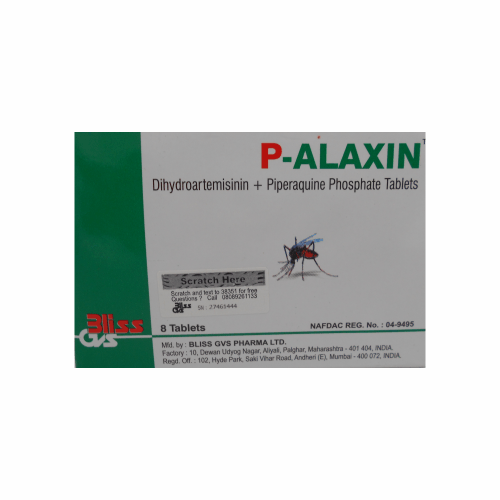 P-ALAXIN™
Dihydroartemisinin + Piperaquine Phosphate Tablets
Scratch Here
Scratch and text to 38351 for free
Questions ? Call 08089261133
Bliss
GVS
SN: 27461444
Bliss
GVS
8 Tablets
NAFDAC REG. No. : 04-9495
Mfd. by : BLISS GVS PHARMA LTD.
Factory : 10, Dewan Udyog Nagar, Aliyali, Palghar, Maharashtra - 401 404, INDIA.
Regd. Off. : 102, Hyde Park, Saki Vihar Road, Andheri (E), Mumbai - 400 072, INDIA.